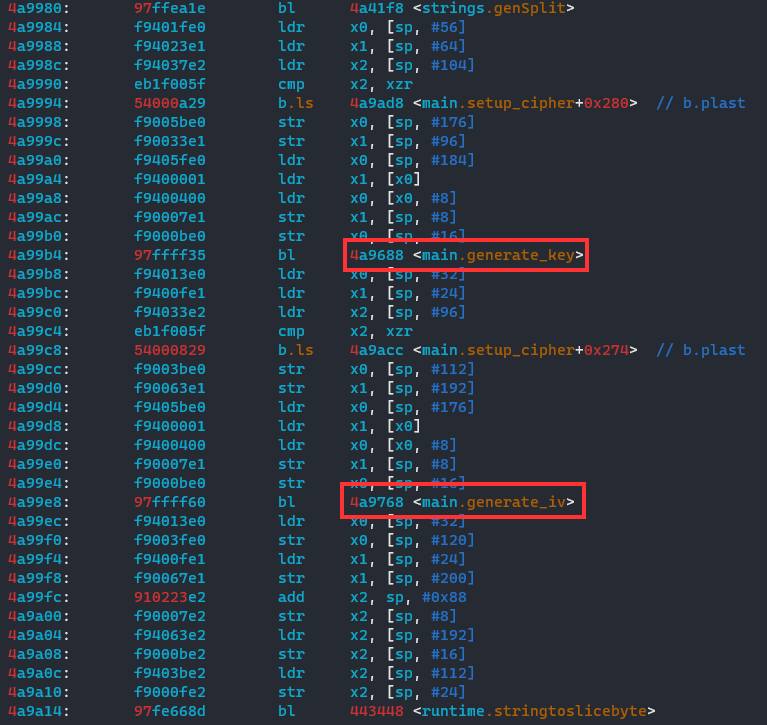 4a9980: 97ffea1e bl 4a41f8 <strings.genSplit>
4a9984: f9401fe0 ldr x0, [sp, #56]
4a9988: f94023e1 ldr x1, [sp, #64]
4a998c: f94037e2 ldr x2, [sp, #104]
4a9990: eb1f005f cmp x2, xzr
4a9994: 54000a29 b.ls 4a9ad8 <main.setup_cipher+0x280> // b.plast
4a9998: f9005be0 str x0, [sp, #176]
4a999c: f90033e1 str x1, [sp, #96]
4a99a0: f9405fe0 ldr x0, [sp, #184]
4a99a4: f9400001 ldr x1, [x0]
4a99a8: f9400400 ldr x0, [x0, #8]
4a99ac: f90007e1 str x1, [sp, #8]
4a99b0: f9000be0 str x0, [sp, #16]
4a99b4: 97ffff35 bl 4a9688 <main.generate_key>
4a99b8: f94013e0 ldr x0, [sp, #32]
4a99bc: f9400fe1 ldr x1, [sp, #24]
4a99c0: f94033e2 ldr x2, [sp, #96]
4a99c4: eb1f005f cmp x2, xzr
4a99c8: 54000829 b.ls 4a9acc <main.setup_cipher+0x274> // b.plast
4a99cc: f9003be0 str x0, [sp, #112]
4a99d0: f90063e1 str x1, [sp, #192]
4a99d4: f9405be0 ldr x0, [sp, #176]
4a99d8: f9400001 ldr x1, [x0]
4a99dc: f9400400 ldr x0, [x0, #8]
4a99e0: f90007e1 str x1, [sp, #8]
4a99e4: f9000be0 str x0, [sp, #16]
4a99e8: 97ffff60 bl 4a9768 <main.generate_iv>
4a99ec: f94013e0 ldr x0, [sp, #32]
4a99f0: f9003fe0 str x0, [sp, #120]
4a99f4: f9400fe1 ldr x1, [sp, #24]
4a99f8: f90067e1 str x1, [sp, #200]
4a99fc: 910223e2 add x2, sp, #0x88
4a9a00: f90007e2 str x2, [sp, #8]
4a9a04: f94063e2 ldr x2, [sp, #192]
4a9a08: f9000be2 str x2, [sp, #16]
4a9a0c: f9403be2 ldr x2, [sp, #112]
4a9a10: f9000fe2 str x2, [sp, #24]
4a9a14: 97fe668d bl 443448 <runtime.stringtoslicebyte>